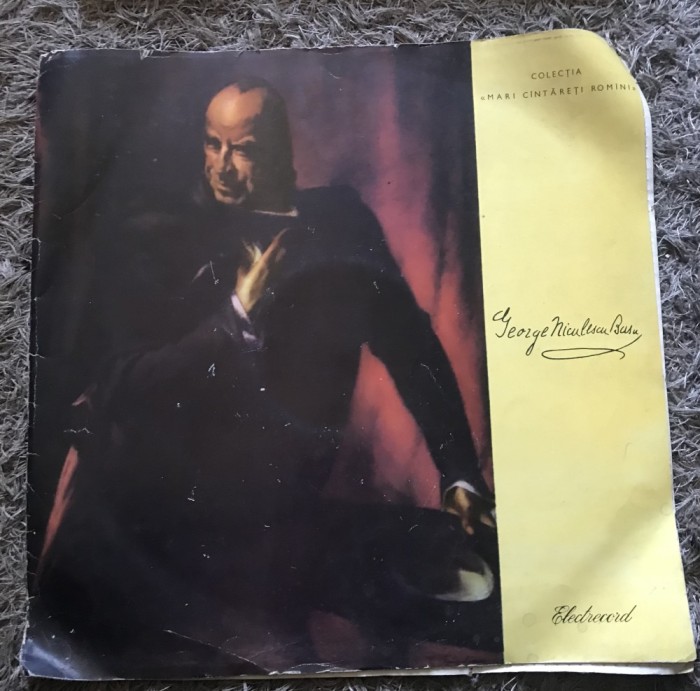 COLECȚIA
«MARI CÎNTĂREȚI ROMÎNI»
George Niculescu Basu
Electrecord